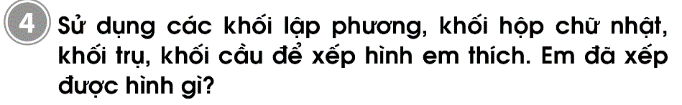 4 Sử dụng các khối lập phương, khối hộp chữ nhật,
khối trụ, khối cầu để xếp hình em thích. Em đã xếp
được hình gì?